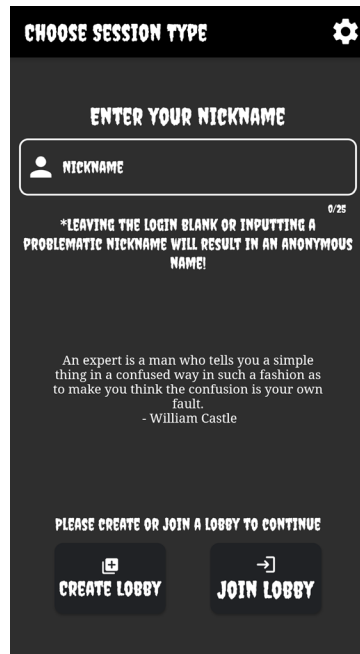 CHOOSE SESSION TYPE
ENTER YOUR NICKNAME
NICKNAME
0/25
*LEAVING THE LOGIN BLANK OR INPUTTING A
PROBLEMATIC NICKNAME WILL RESULT IN AN ANONYMOUS
NAME!
An expert is a man who tells you a simple
thing in a confused way in such a fashion as
to make you think the confusion is your own
fault.
- William Castle
PLEASE CREATE OR JOIN A LOBBY TO CONTINUE
CREATE LOBBY
JOIN LOBBY